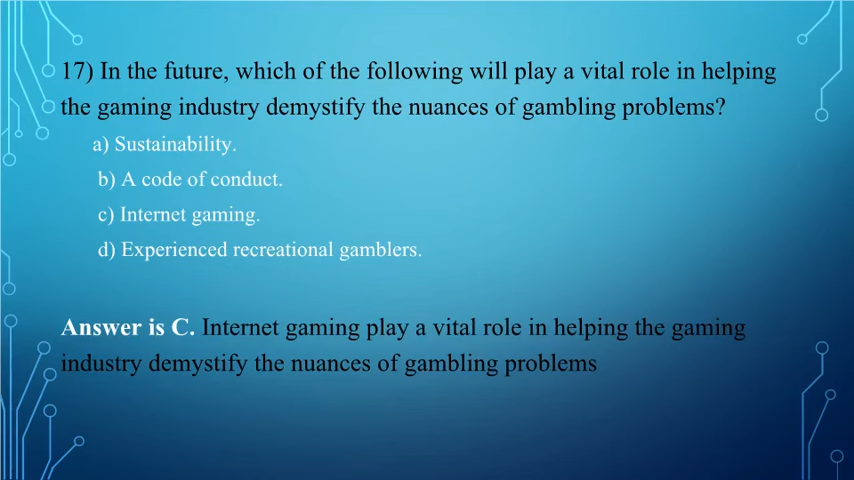 17) In the future, which of the following will play a vital role in helping
the gaming industry demystify the nuances of gambling problems?
a) Sustainability.
b) A code of conduct.
c) Internet gaming.
d) Experienced recreational gamblers.
Answer is C. Internet gaming play a vital role in helping the gaming
industry demystify the nuances of gambling problems